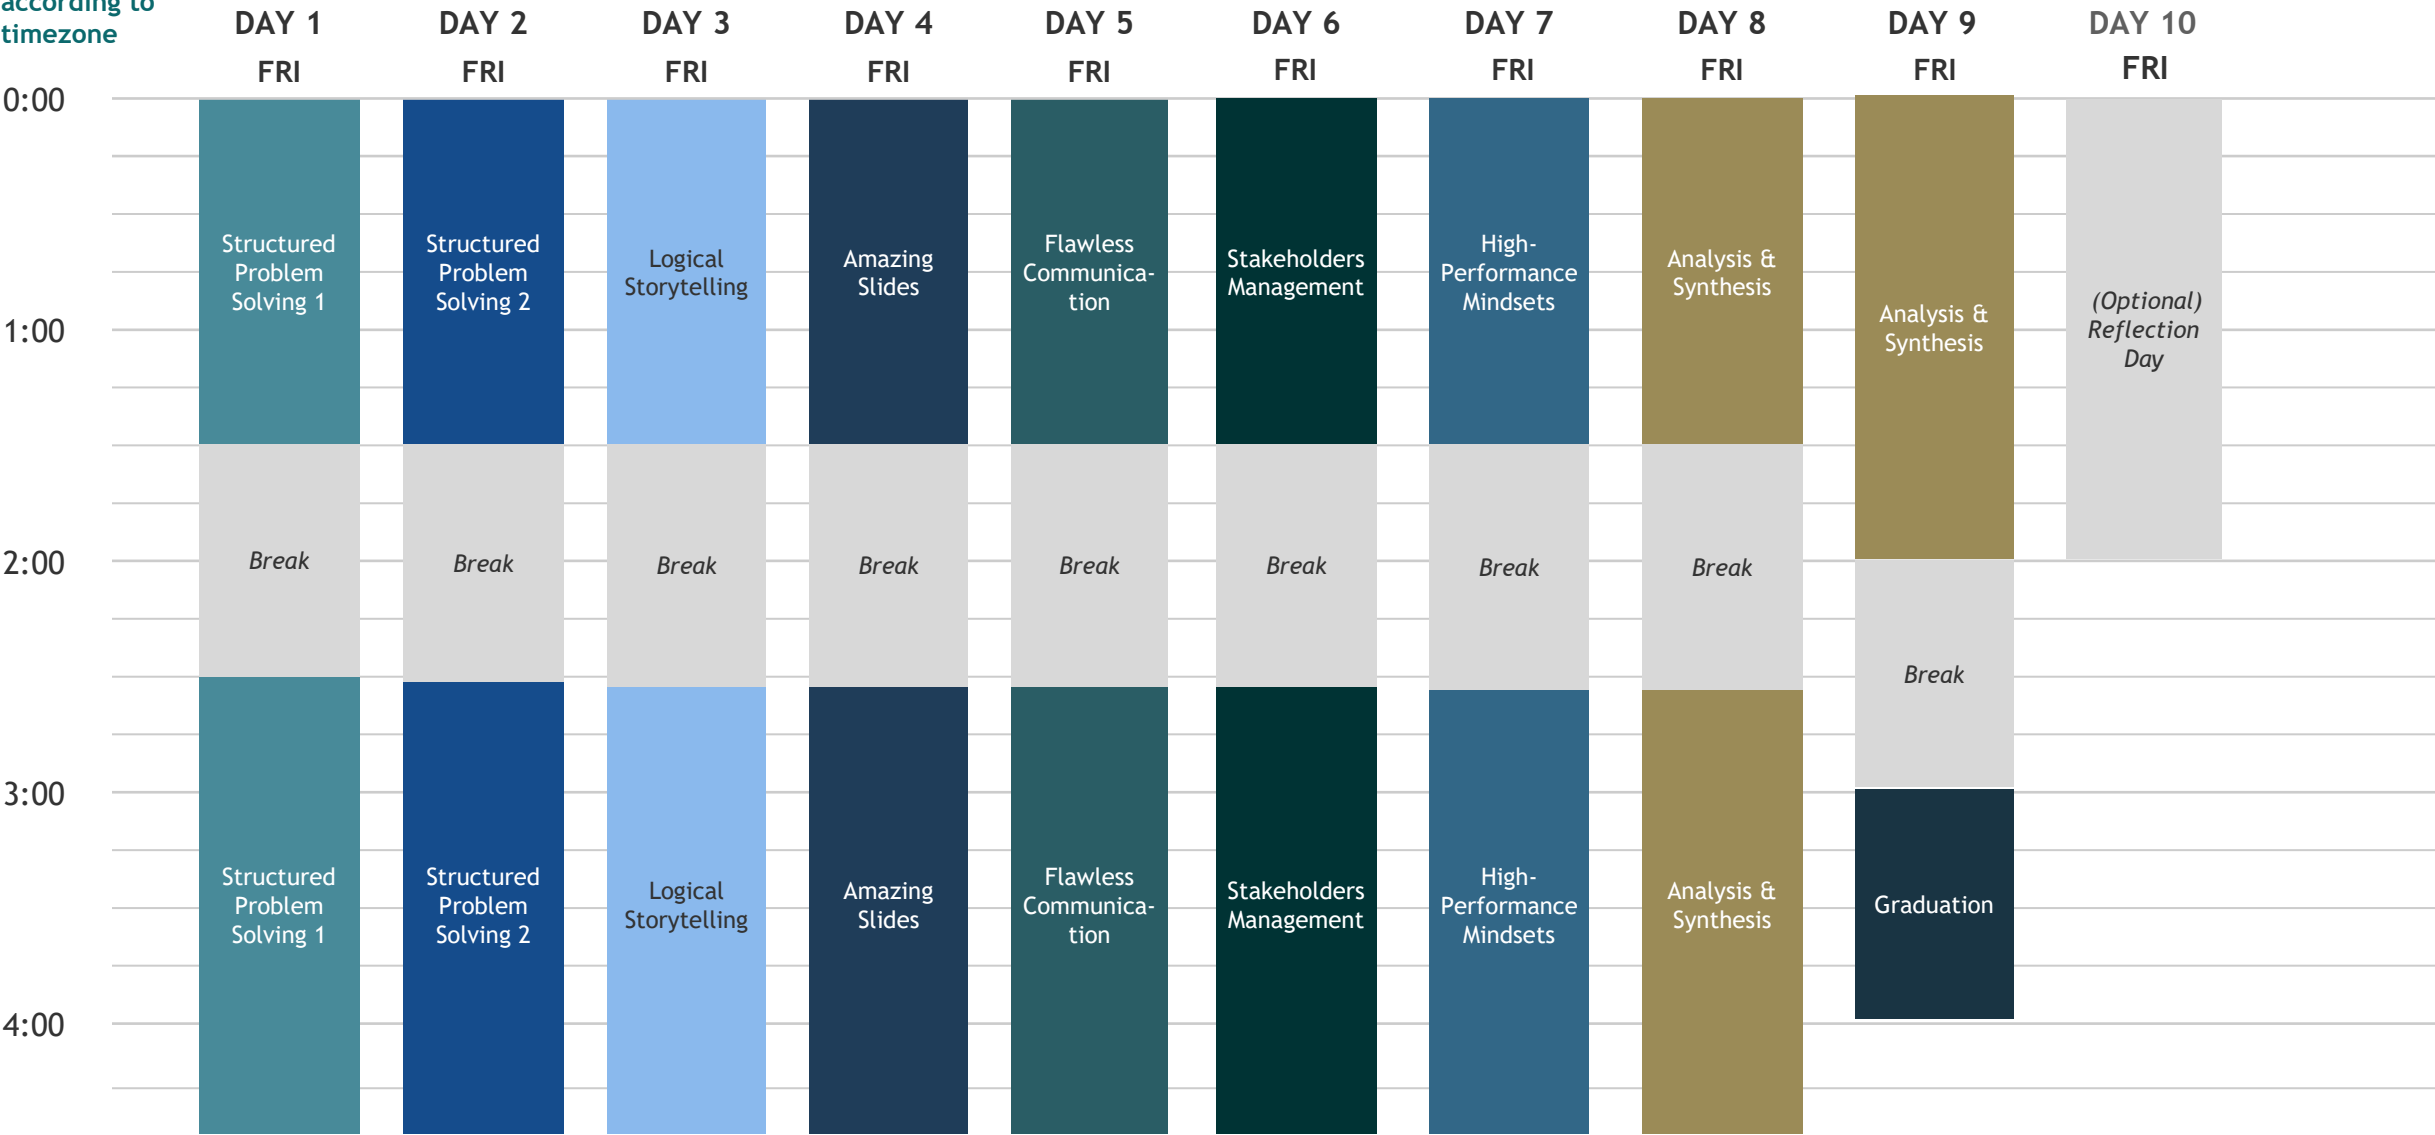 according to
timezone
DAY 1
DAY 2
DAY 3
DAY 4
DAY 5
DAY 6
DAY 7
DAY 8
DAY 9
DAY 10
FRI
FRI
FRI
FRI
FRI
FRI
FRI
FRI
FRI
FRI
0:00
Structured
Problem
Solving 1
Structured
Problem
Solving 2
Logical
Storytelling
Amazing
Slides
Flawless
Communica-
tion
Stakeholders
Management
High-
Performance
Mindsets
Analysis &
Synthesis
Analysis &
Synthesis
(Optional)
Reflection
Day
1:00
Break
Break
Break
Break
Break
Break
Break
Break
2:00
Break
3:00
Structured
Problem
Solving 1
Structured
Problem
Solving 2
Logical
Storytelling
Amazing
Slides
Flawless
Communica-
tion
Stakeholders
Management
High-
Performance
Mindsets
Analysis &
Synthesis
Graduation
4:00